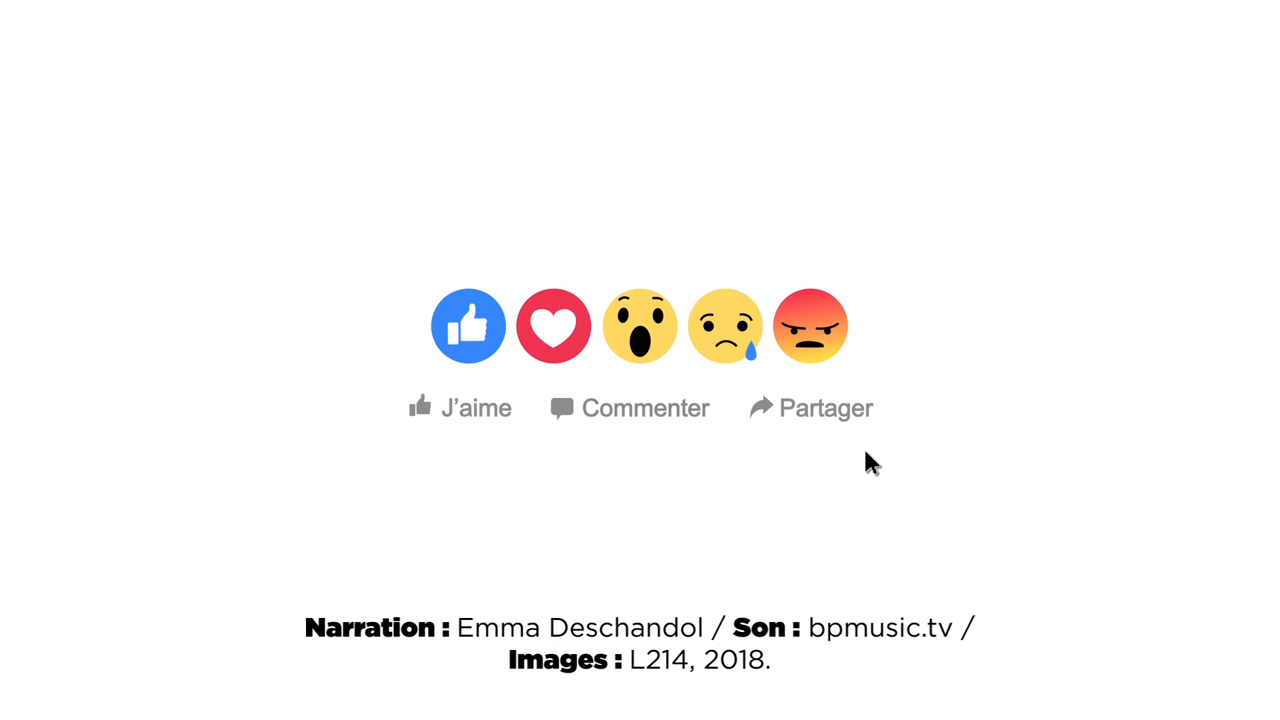 J’aime Commenter Partager
Narration : Emma Deschandol / Son : bpmusic.tv /
Images : L214, 2018.